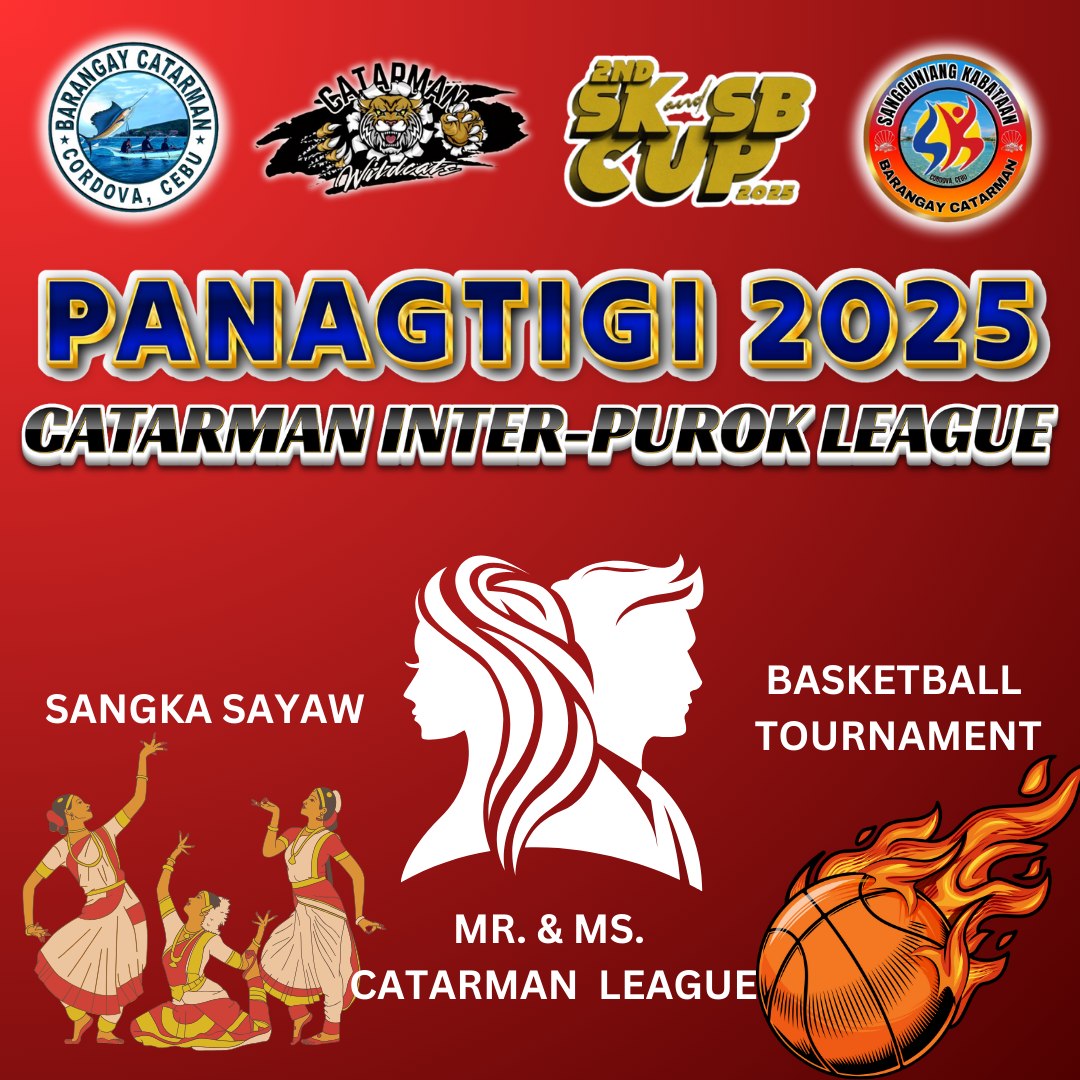 BARANGAY CATARMAN
CORDOVA, CEBU
CATARMAN
Wildcats
2ND
SK and SB
CUP
2025
SANGGUNIANG KABATAAN
SK
CORDOVA, CEBU
BARANGAY CATARMAN
PANAGTIGI 2025
CATARMAN INTER-PUROK LEAGUE
SANGKA SAYAW
BASKETBALL
TOURNAMENT
MR. & MS.
CATARMAN LEAGUE